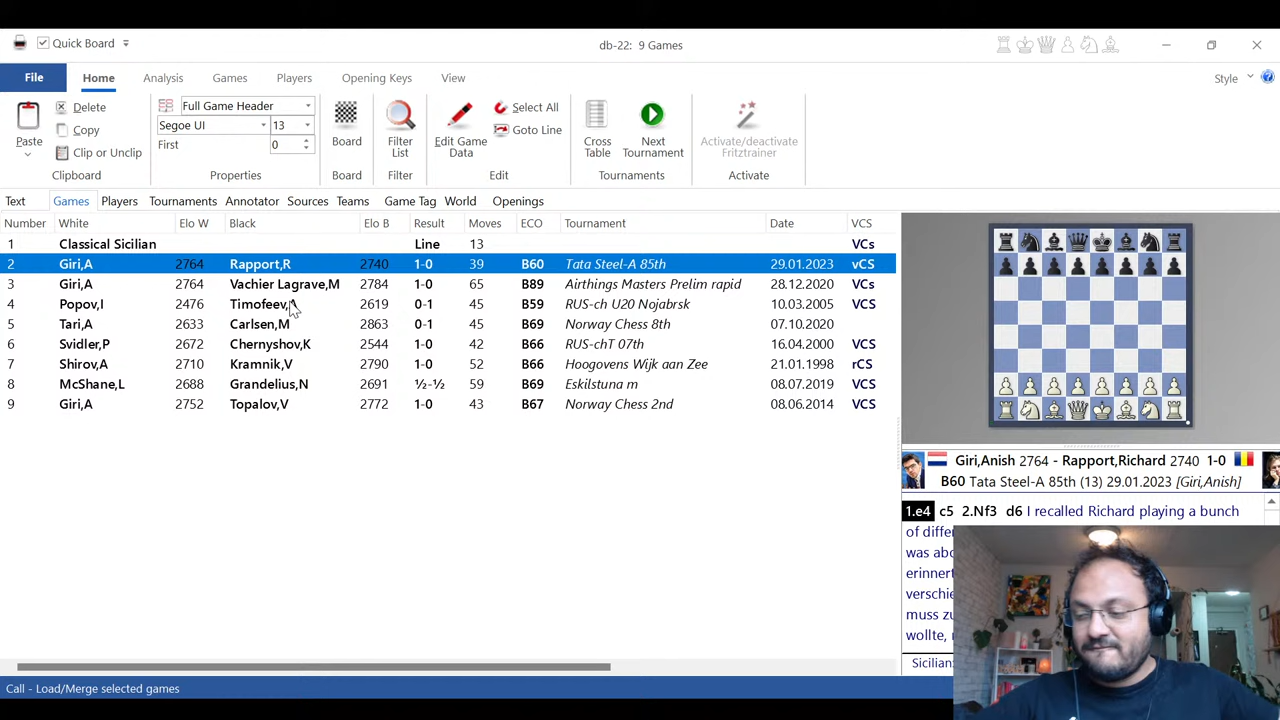 Quick Board
db-22: 9 Games
File Home Analysis Games Players Opening Keys View
Style
Paste
Delete
Copy
Clip or Unclip
Clipboard
Full Game Header
Segoe UI 13
First 0
Properties
Board
Board
Filter List
Filter
Edit Game Data
Select All
Goto Line
Edit
Cross Table
Next Tournament
Tournaments
Activate/deactivate Fritztrainer
Activate
Text Games Players Tournaments Annotator Sources Teams Game Tag World Openings
Number White Elo W Black Elo B Result Moves ECO Tournament Date VCS
1 Classical Sicilian Line 13 VCs
2 Giri,A 2764 Rapport,R 2740 1-0 39 B60 Tata Steel-A 85th 29.01.2023 vCS
3 Giri,A 2764 Vachier Lagrave,M 2784 1-0 65 B89 Airthings Masters Prelim rapid 28.12.2020 VCs
4 Popov,I 2476 Timofeev,A 2619 0-1 45 B59 RUS-ch U20 Nojabrsk 10.03.2005 VCS
5 Tari,A 2633 Carlsen,M 2863 0-1 45 B69 Norway Chess 8th 07.10.2020
6 Svidler,P 2672 Chernyshov,K 2544 1-0 42 B66 RUS-chT 07th 16.04.2000 VCS
7 Shirov,A 2710 Kramnik,V 2790 1-0 52 B66 Hoogovens Wijk aan Zee 21.01.1998 rCS
8 McShane,L 2688 Grandelius,N 2691 ½-½ 59 B69 Eskilstuna m 08.07.2019 VCS
9 Giri,A 2752 Topalov,V 2772 1-0 43 B67 Norway Chess 2nd 08.06.2014 VCS
Giri,Anish 2764 - Rapport,Richard 2740 1-0
B60 Tata Steel-A 85th (13) 29.01.2023 [Giri,Anish]
1.e4 c5 2.Nf3 d6 I recalled Richard playing a bunch
of
was
verschie
muss
wollte,
Call - Load/Merge selected games